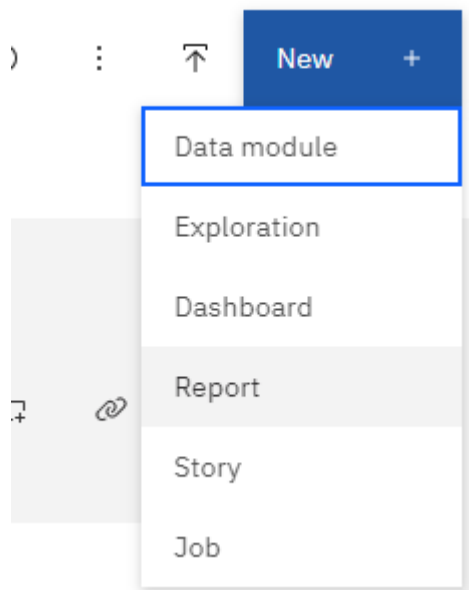 New +
Data module
Exploration
Dashboard
Report
Story
Job